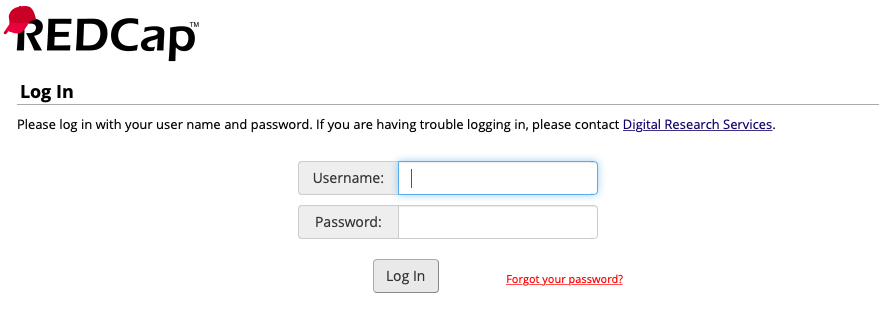 REDCap™
Log In
Please log in with your user name and password. If you are having trouble logging in, please contact Digital Research Services.
Username:
Password:
Log In
Forgot your password?